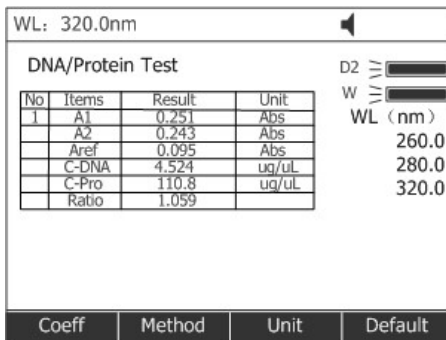 WL: 320.0nm
DNA/Protein Test
D2
W
No Items Result Unit
1 A1 0.251 Abs
A2 0.243 Abs
Aref 0.095 Abs
C-DNA 4.524 ug/uL
C-Pro 110.8 ug/uL
Ratio 1.059
WL（nm）
260.0
280.0
320.0
Coeff Method Unit Default